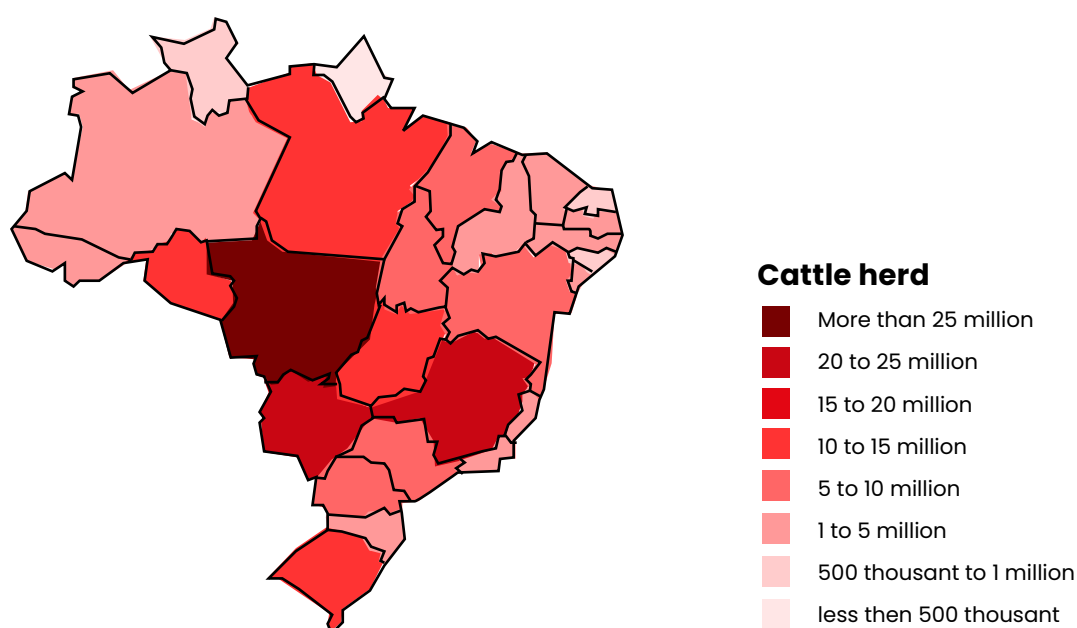 Cattle herd
More than 25 million
20 to 25 million
15 to 20 million
10 to 15 million
5 to 10 million
1 to 5 million
500 thousant to 1 million
less then 500 thousant